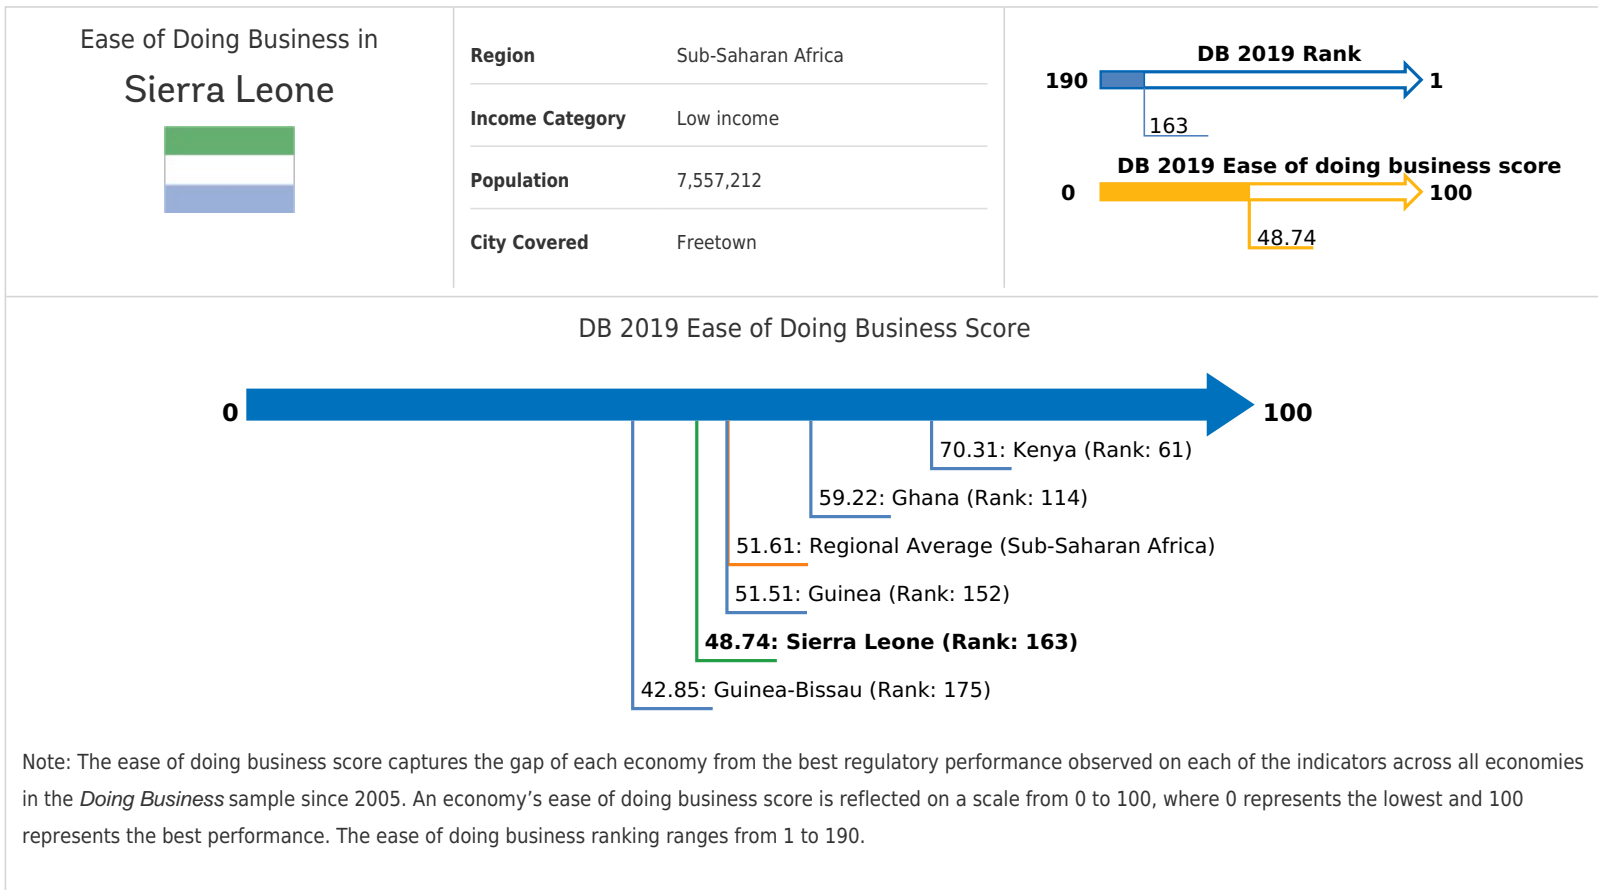 Ease of Doing Business in
Sierra Leone
Region Sub-Saharan Africa
Income Category Low income
Population 7,557,212
City Covered Freetown
DB 2019 Rank
190 1
163
DB 2019 Ease of doing business score
0 100
48.74
DB 2019 Ease of Doing Business Score
0 100
70.31: Kenya (Rank: 61)
59.22: Ghana (Rank: 114)
51.61: Regional Average (Sub-Saharan Africa)
51.51: Guinea (Rank: 152)
48.74: Sierra Leone (Rank: 163)
42.85: Guinea-Bissau (Rank: 175)
Note: The ease of doing business score captures the gap of each economy from the best regulatory performance observed on each of the indicators across all economies
in the Doing Business sample since 2005. An economy’s ease of doing business score is reflected on a scale from 0 to 100, where 0 represents the lowest and 100
represents the best performance. The ease of doing business ranking ranges from 1 to 190.